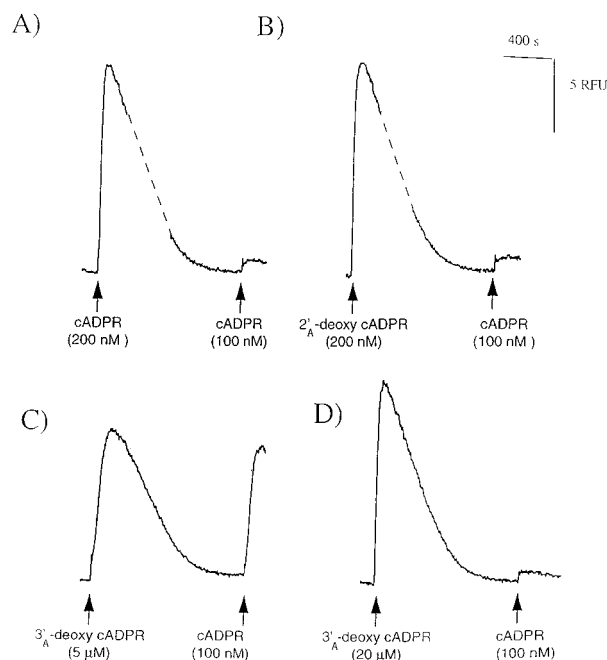 A)
B)
400 s
5 RFU
cADPR
(200 nM )
cADPR
(100 nM)
2'A-deoxy cADPR
(200 nM)
cADPR
(100 nM )
C)
D)
3'A-deoxy cADPR
(5 µM)
cADPR
(100 nM)
3'A-deoxy cADPR
(20 µM)
cADPR
(100 nM)